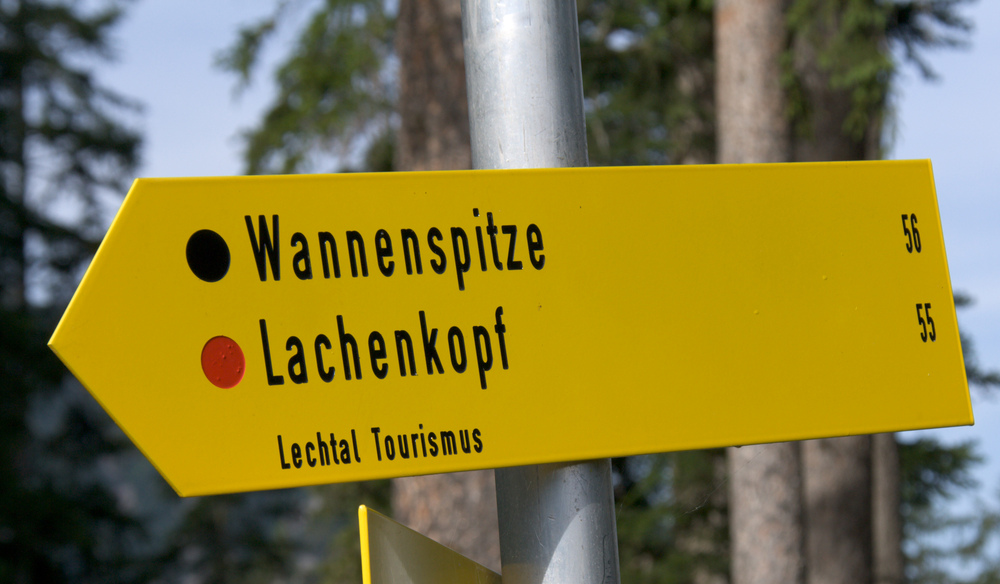 Wannenspitze 56
Lachenkopf 55
Lechtal Tourismus